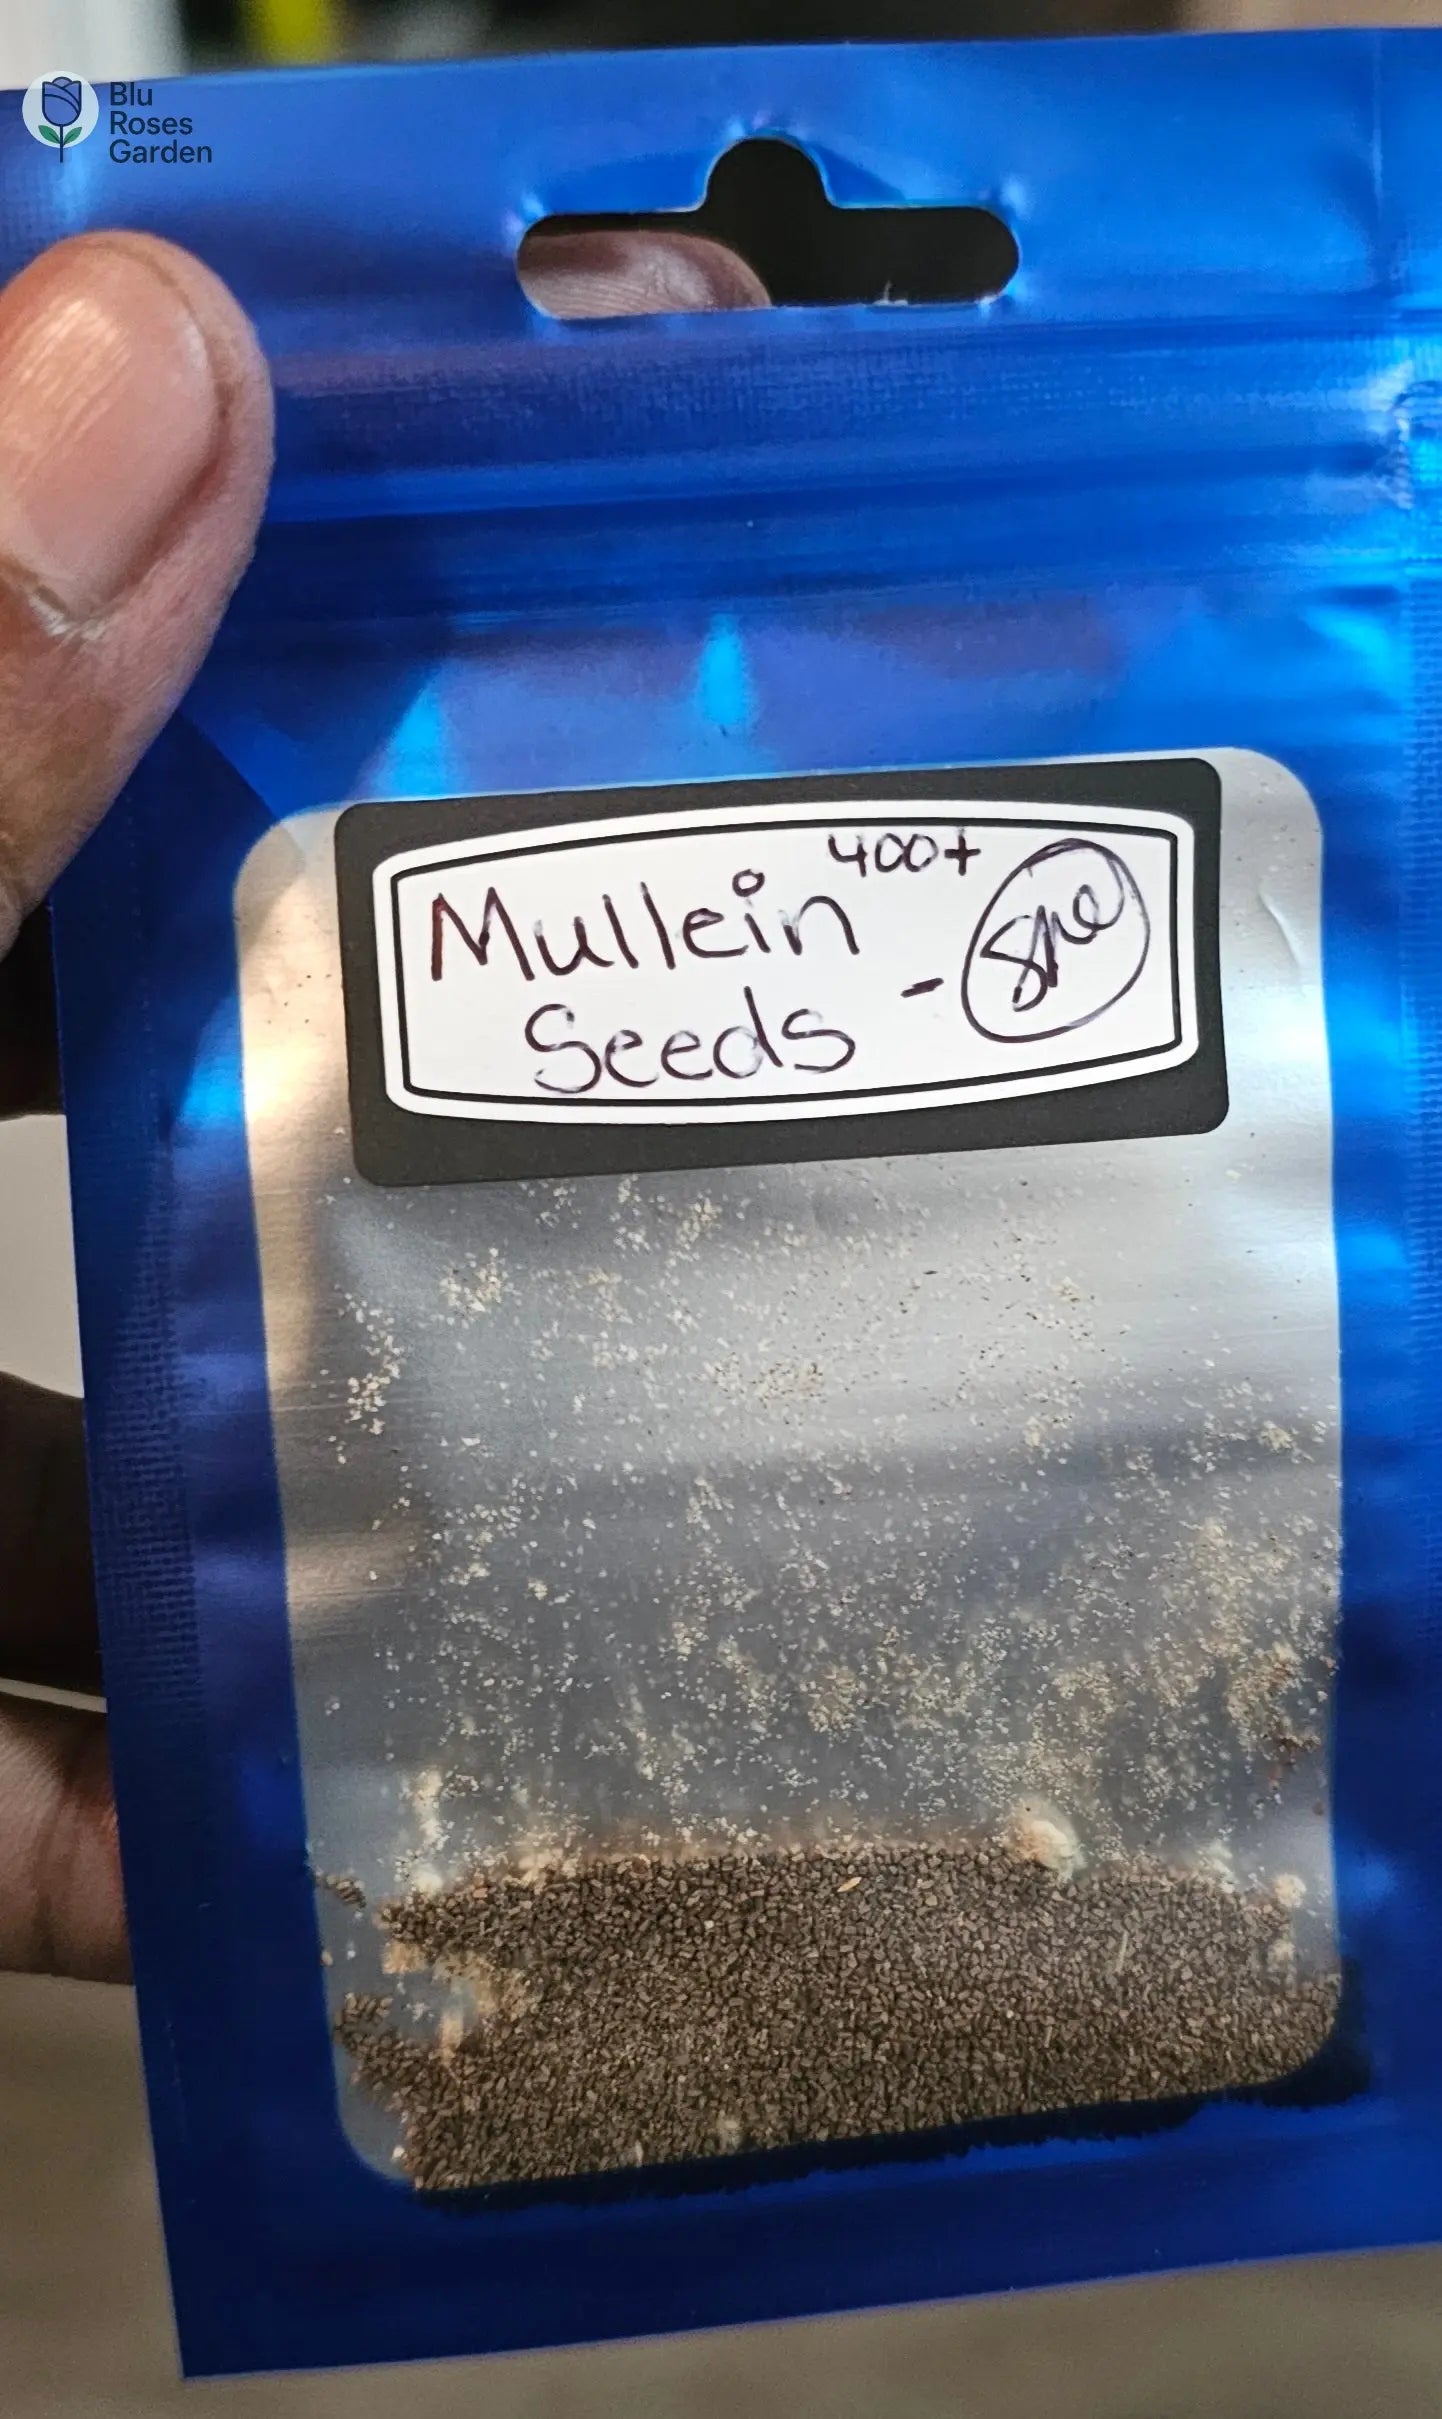 Blu
Roses
Garden
400+
Mullein
Seeds -